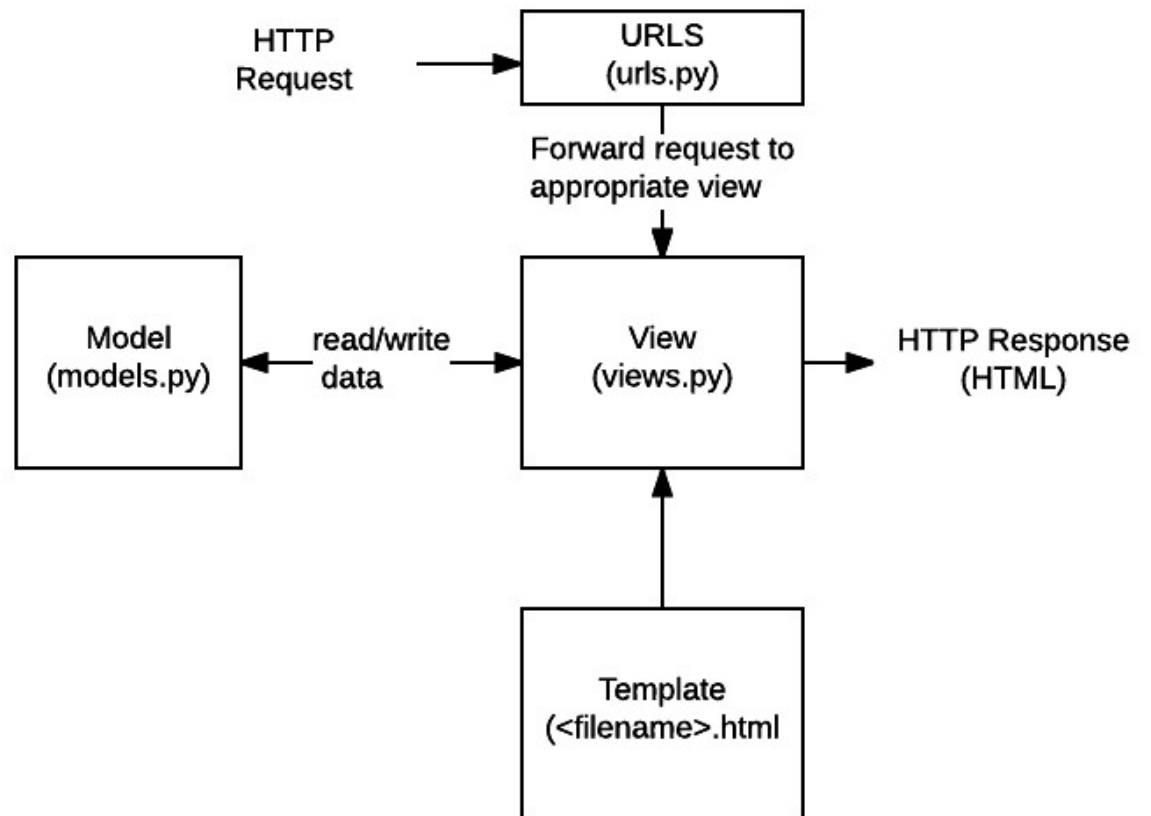 HTTP
Request
URLS
(urls.py)
Forward request to
appropriate view
Model
(models.py)
read/write
data
View
(views.py)
HTTP Response
(HTML)
Template
(<filename>.html